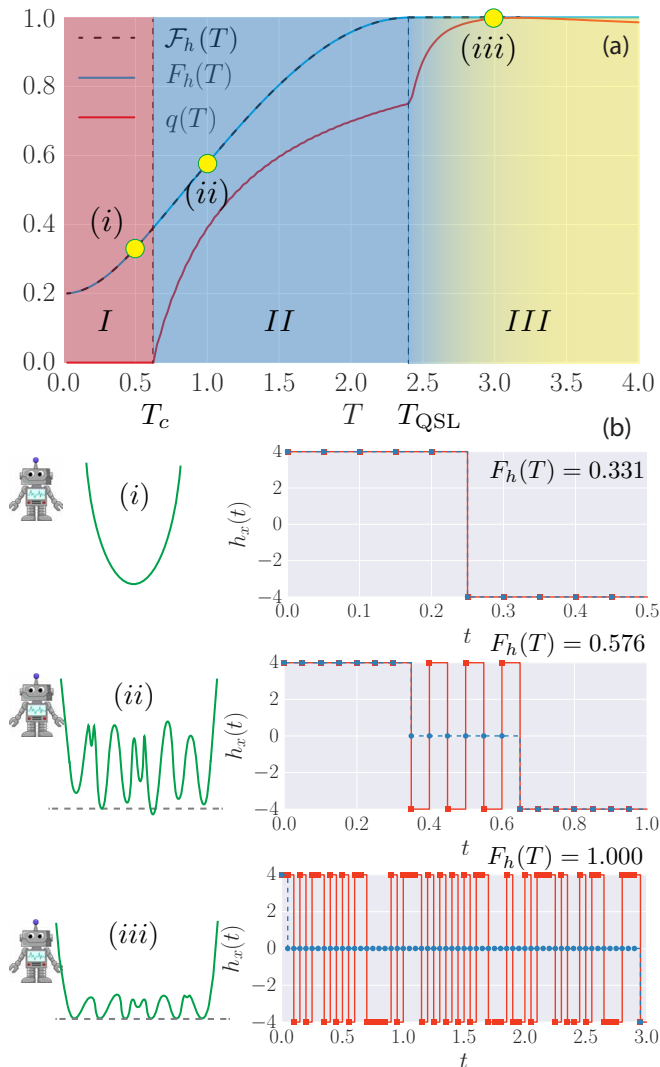 1.0
0.8
0.6
0.4
0.2
0.0
𝓕_h(T)
F_h(T)
q(T)
(a)
(i)
(ii)
(iii)
I
II
III
0.0 0.5 1.0 1.5 2.0 2.5 3.0 3.5 4.0
T_c T T_QSL
(b)
(i)
F_h(T) = 0.331
h_x(t)
4
2
0
−2
−4
0.0 0.1 0.2 0.3 0.4 0.5
t
(ii)
F_h(T) = 0.576
h_x(t)
4
2
0
−2
−4
0.0 0.2 0.4 0.6 0.8 1.0
t
(iii)
F_h(T) = 1.000
h_x(t)
4
2
0
−2
−4
0.0 0.5 1.0 1.5 2.0 2.5 3.0
t